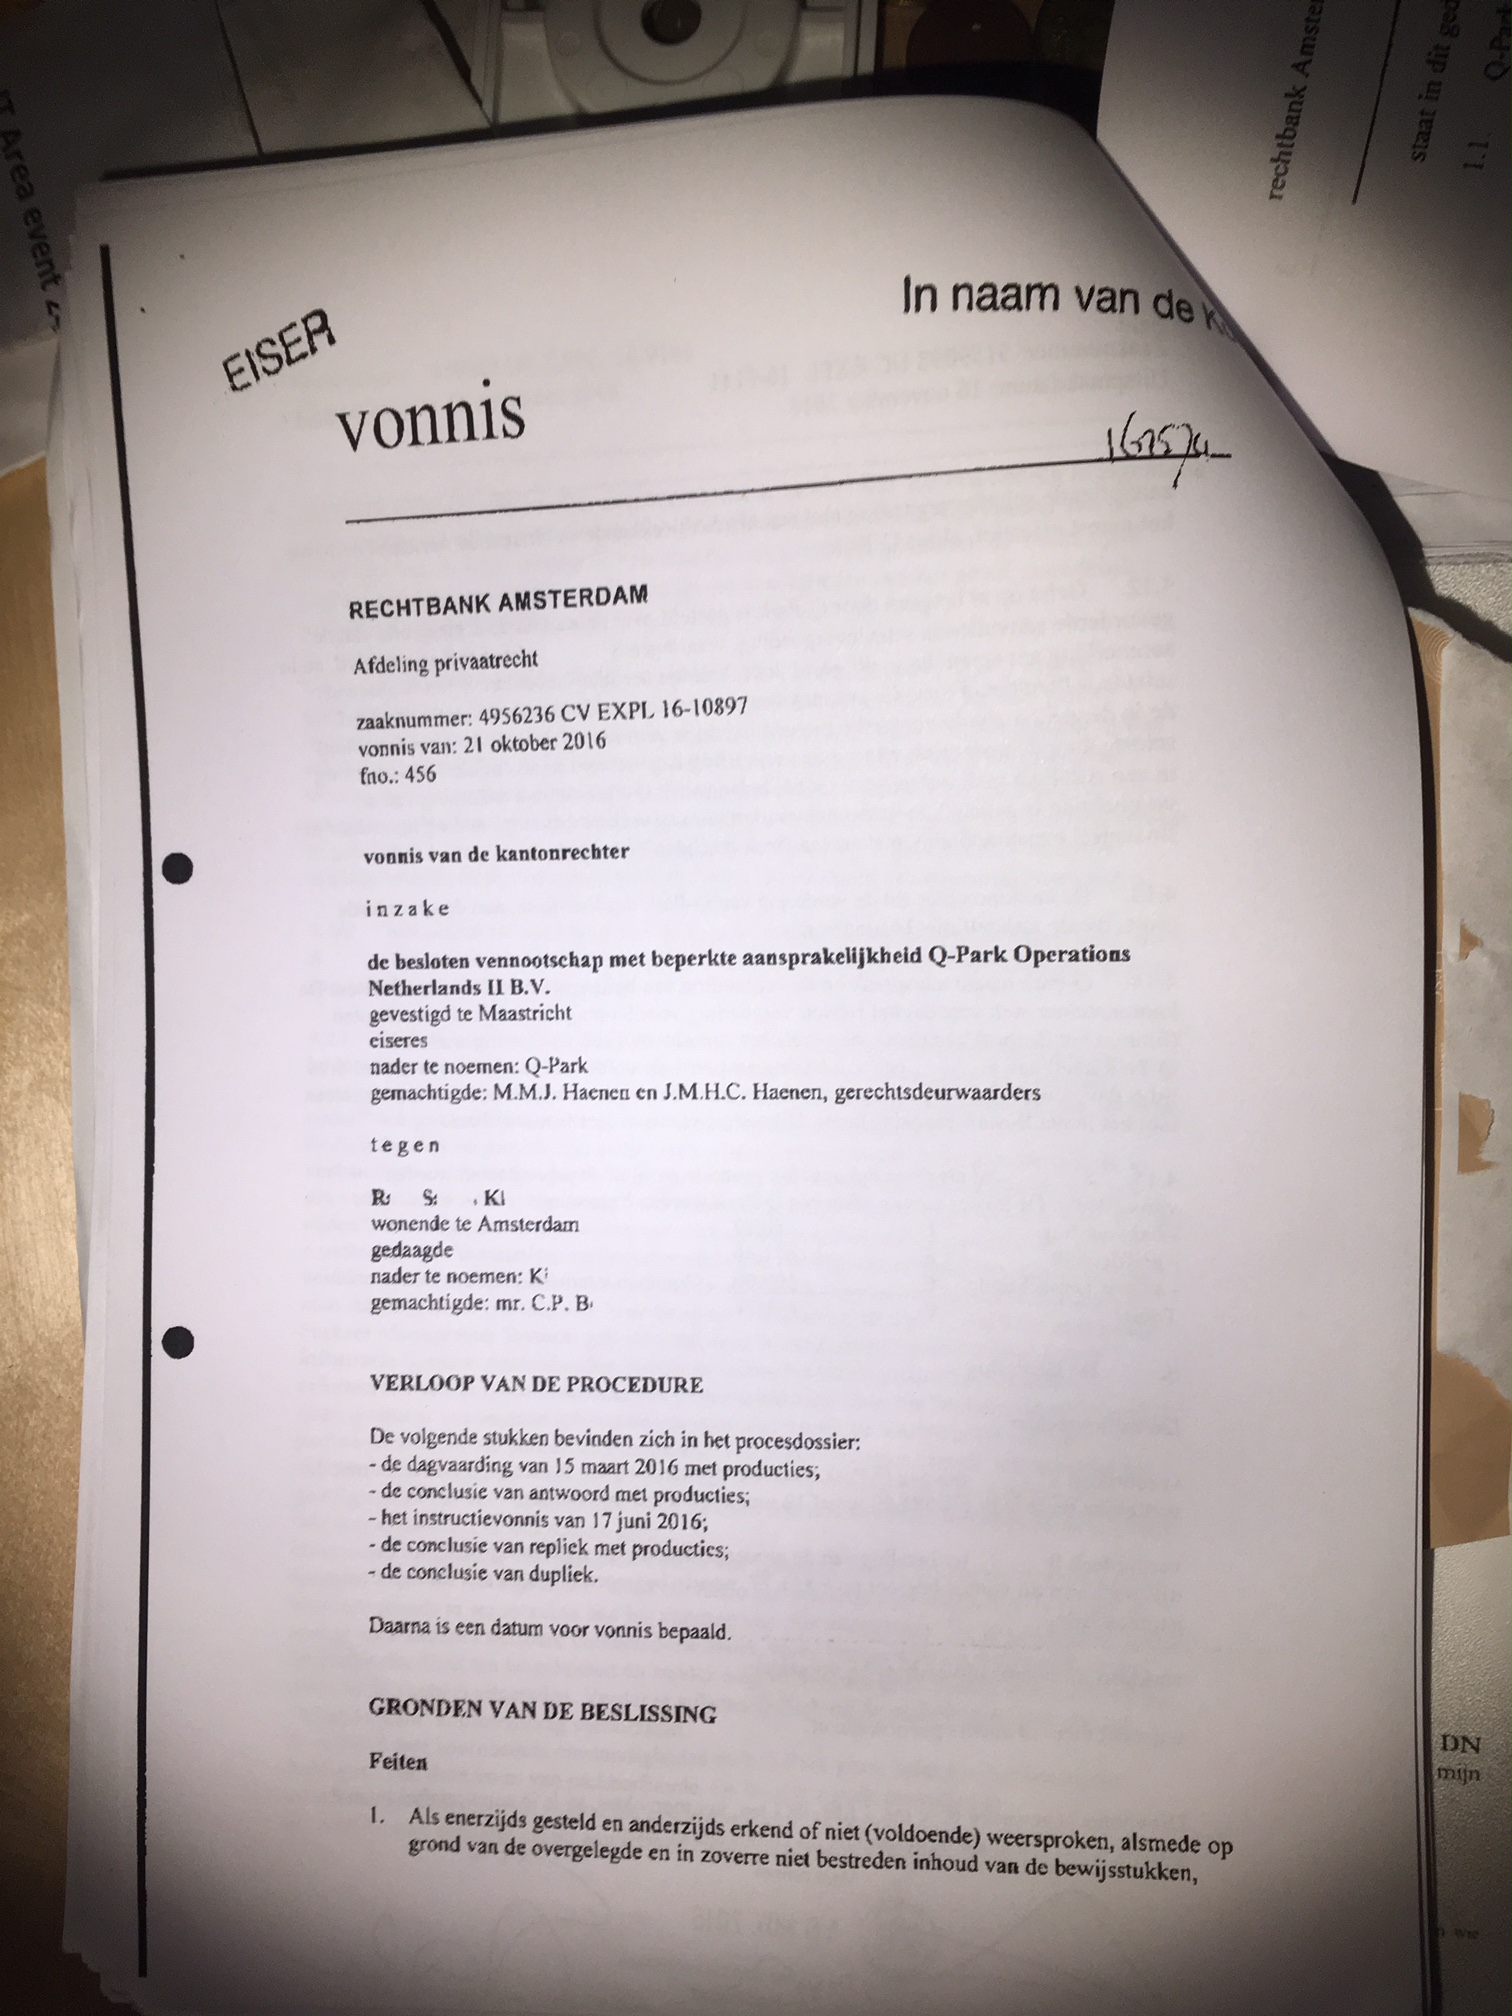 IT Area event
rechtbank Amster
staat in dit ged
1.1. Q-Park
EISER
In naam van de
vonnis
RECHTBANK AMSTERDAM
Afdeling privaatrecht
zaaknummer: 4956236 CV EXPL 16-10897
vonnis van: 21 oktober 2016
fno.: 456
vonnis van de kantonrechter
inzake
de besloten vennootschap met beperkte aansprakelijkheid Q-Park Operations
Netherlands II B.V.
gevestigd te Maastricht
eiseres
nader te noemen: Q-Park
gemachtigde: M.M.J. Haenen en J.M.H.C. Haenen, gerechtsdeurwaarders
tegen
R S , K
wonende te Amsterdam
gedaagde
nader te noemen: K
gemachtigde: mr. C.P. B
VERLOOP VAN DE PROCEDURE
De volgende stukken bevinden zich in het procesdossier:
- de dagvaarding van 15 maart 2016 met producties;
- de conclusie van antwoord met producties;
- het instructievonnis van 17 juni 2016;
- de conclusie van repliek met producties;
- de conclusie van dupliek.
Daarna is een datum voor vonnis bepaald.
GRONDEN VAN DE BESLISSING
Feiten
1. Als enerzijds gesteld en anderzijds erkend of niet (voldoende) weersproken, alsmede op
grond van de overgelegde en in zoverre niet bestreden inhoud van de bewijsstukken,
DN
mijn